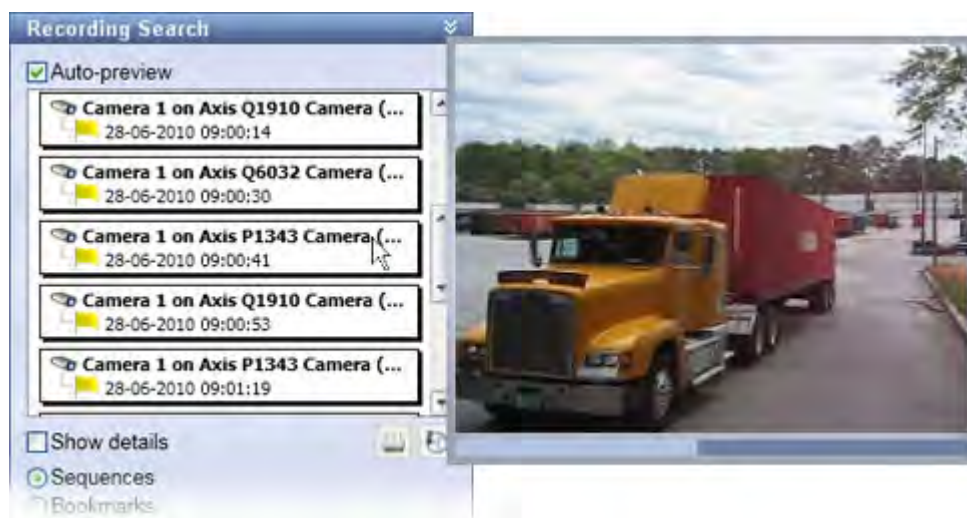 Recording Search
Auto-preview
Camera 1 on Axis Q1910 Camera (...
28-06-2010 09:00:14
Camera 1 on Axis Q6032 Camera (...
28-06-2010 09:00:30
Camera 1 on Axis P1343 Camera (...
28-06-2010 09:00:41
Camera 1 on Axis Q1910 Camera (...
28-06-2010 09:00:53
Camera 1 on Axis P1343 Camera (...
28-06-2010 09:01:19
Show details
Sequences
Bookmarks